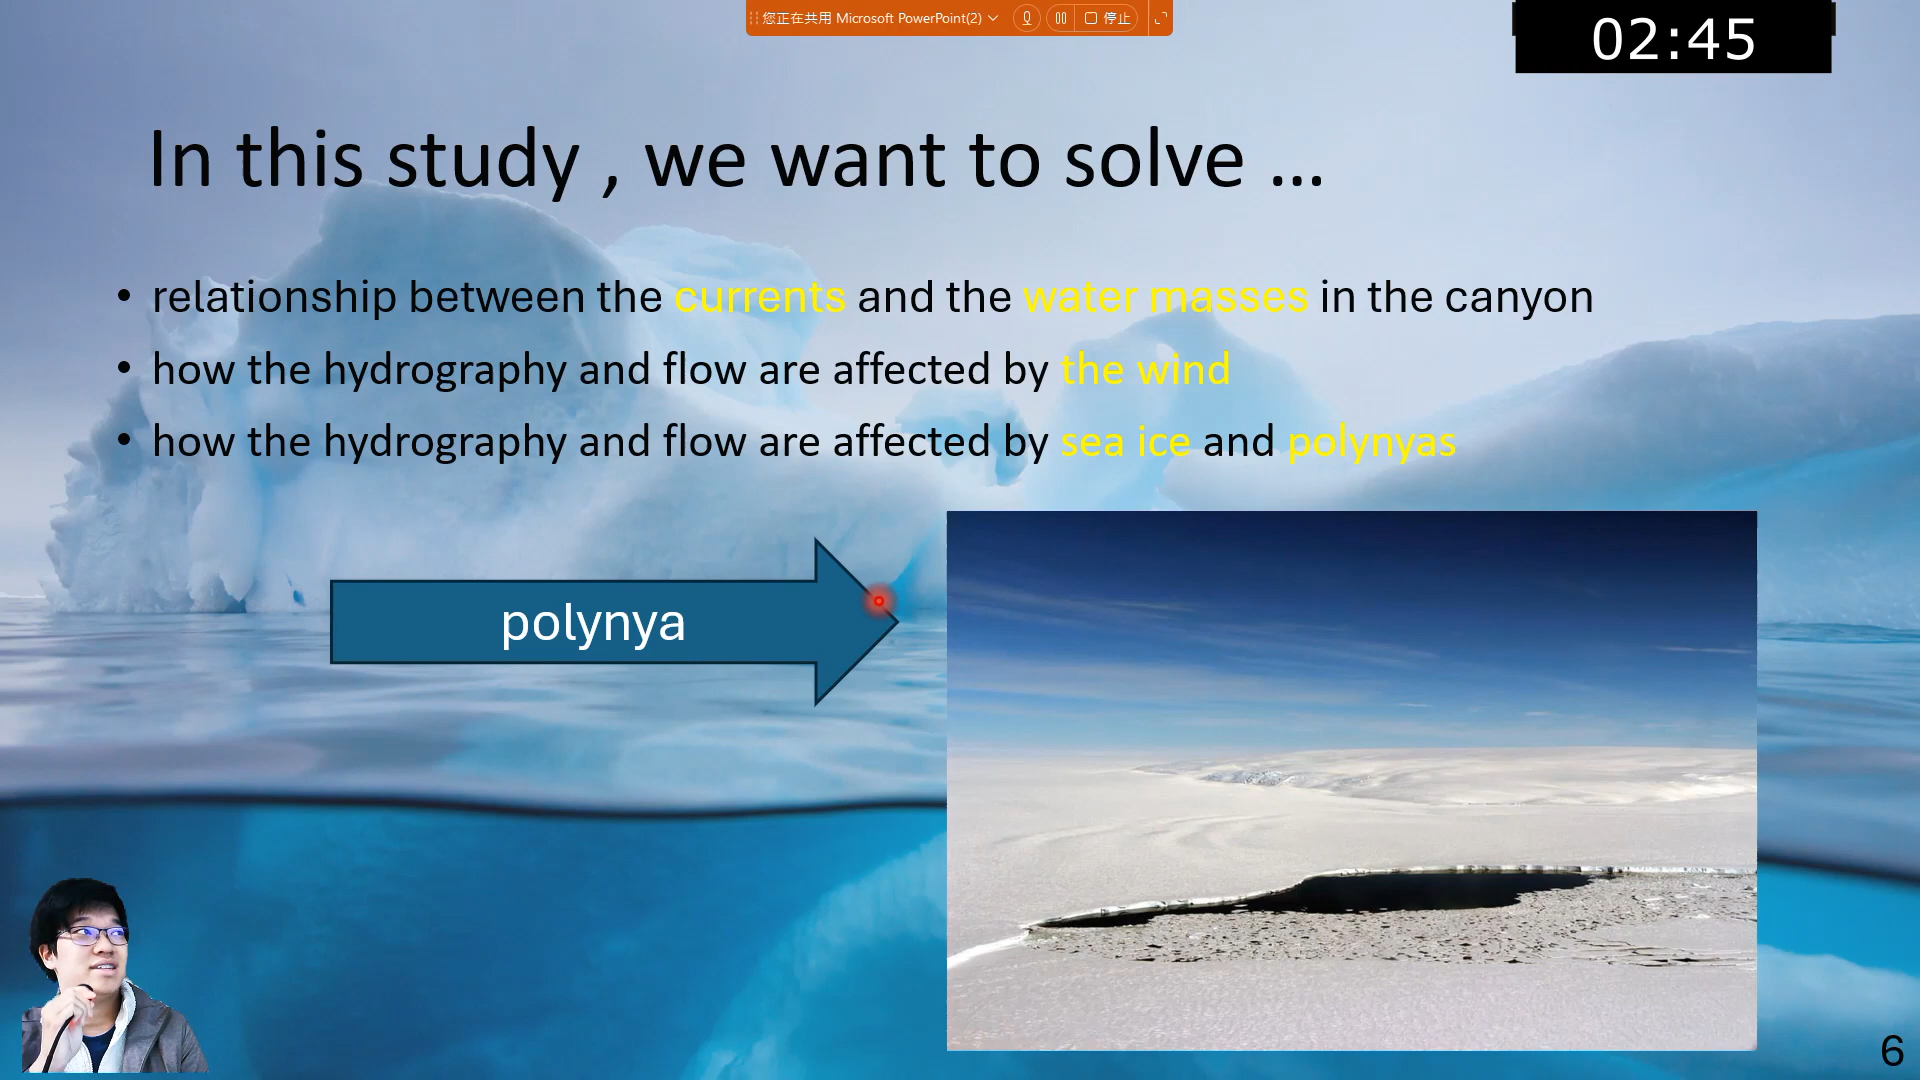 您正在共用 Microsoft PowerPoint(2) 停止
02:45
In this study , we want to solve ...
• relationship between the currents and the water masses in the canyon
• how the hydrography and flow are affected by the wind
• how the hydrography and flow are affected by sea ice and polynyas
polynya
6